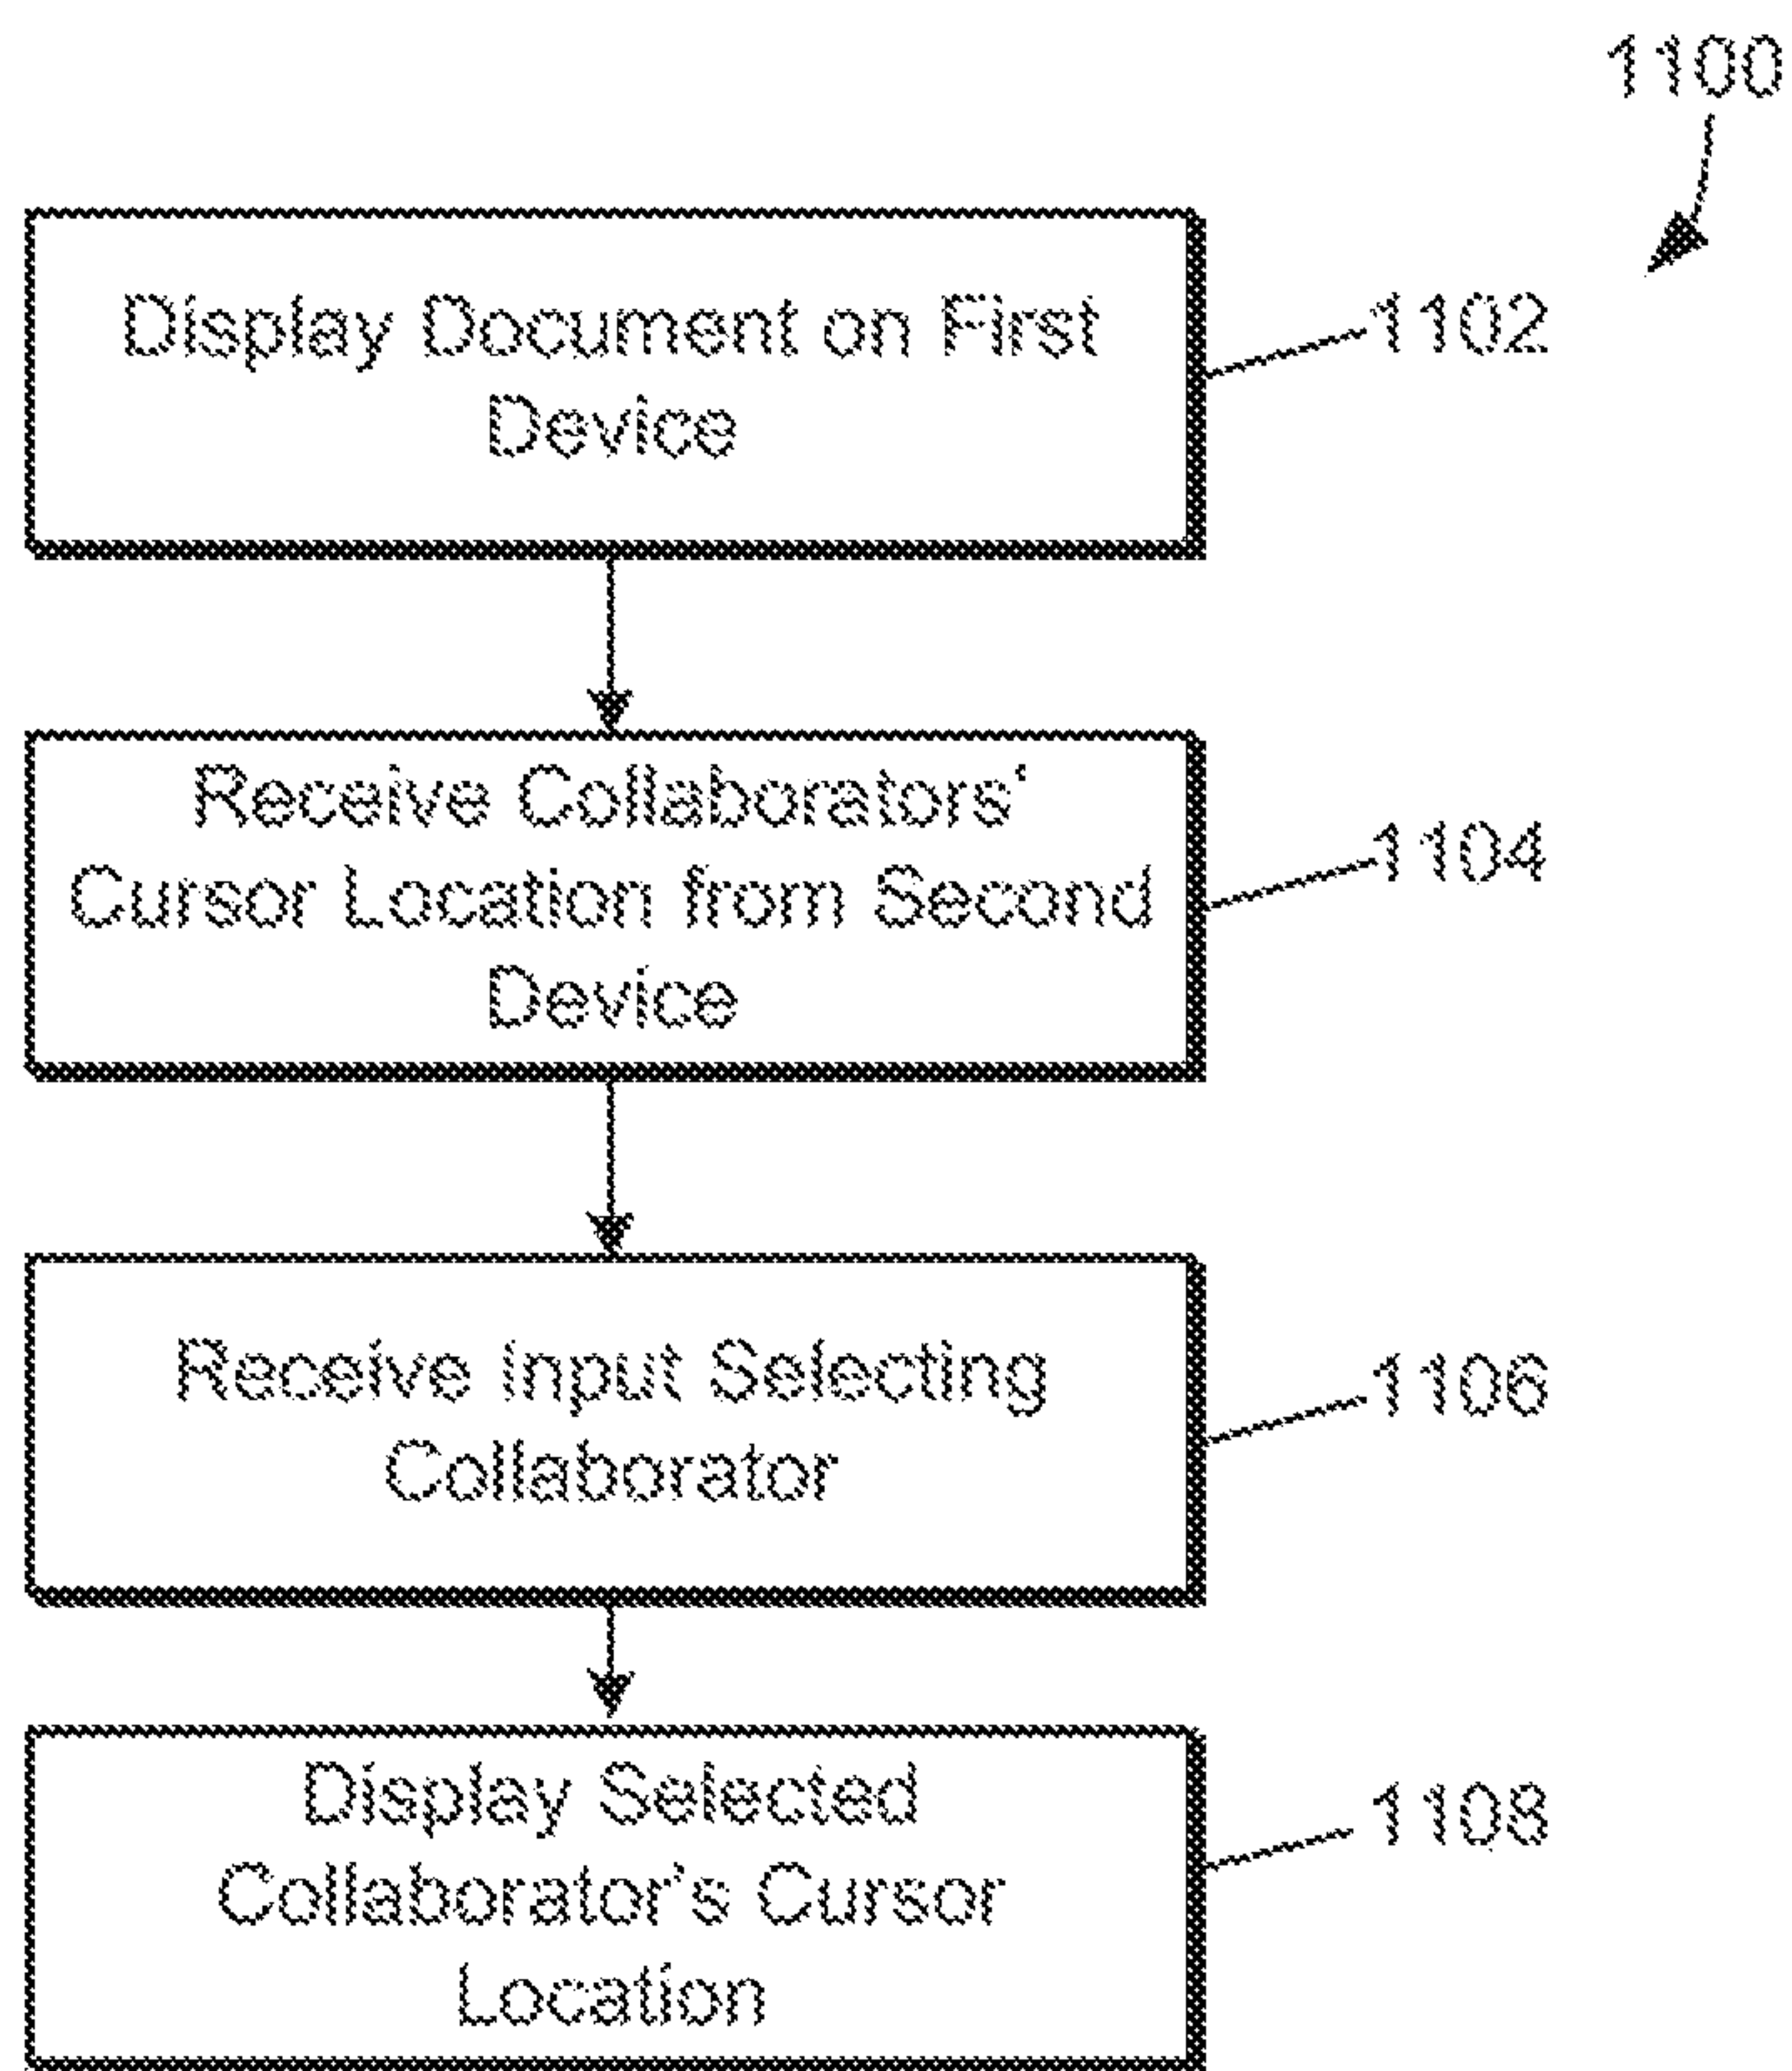 1100
Display Document on First
Device
1102
Receive Collaborators'
Cursor Location from Second
Device
1104
Receive Input Selecting
Collaborator
1106
Display Selected
Collaborator's Cursor
Location
1108